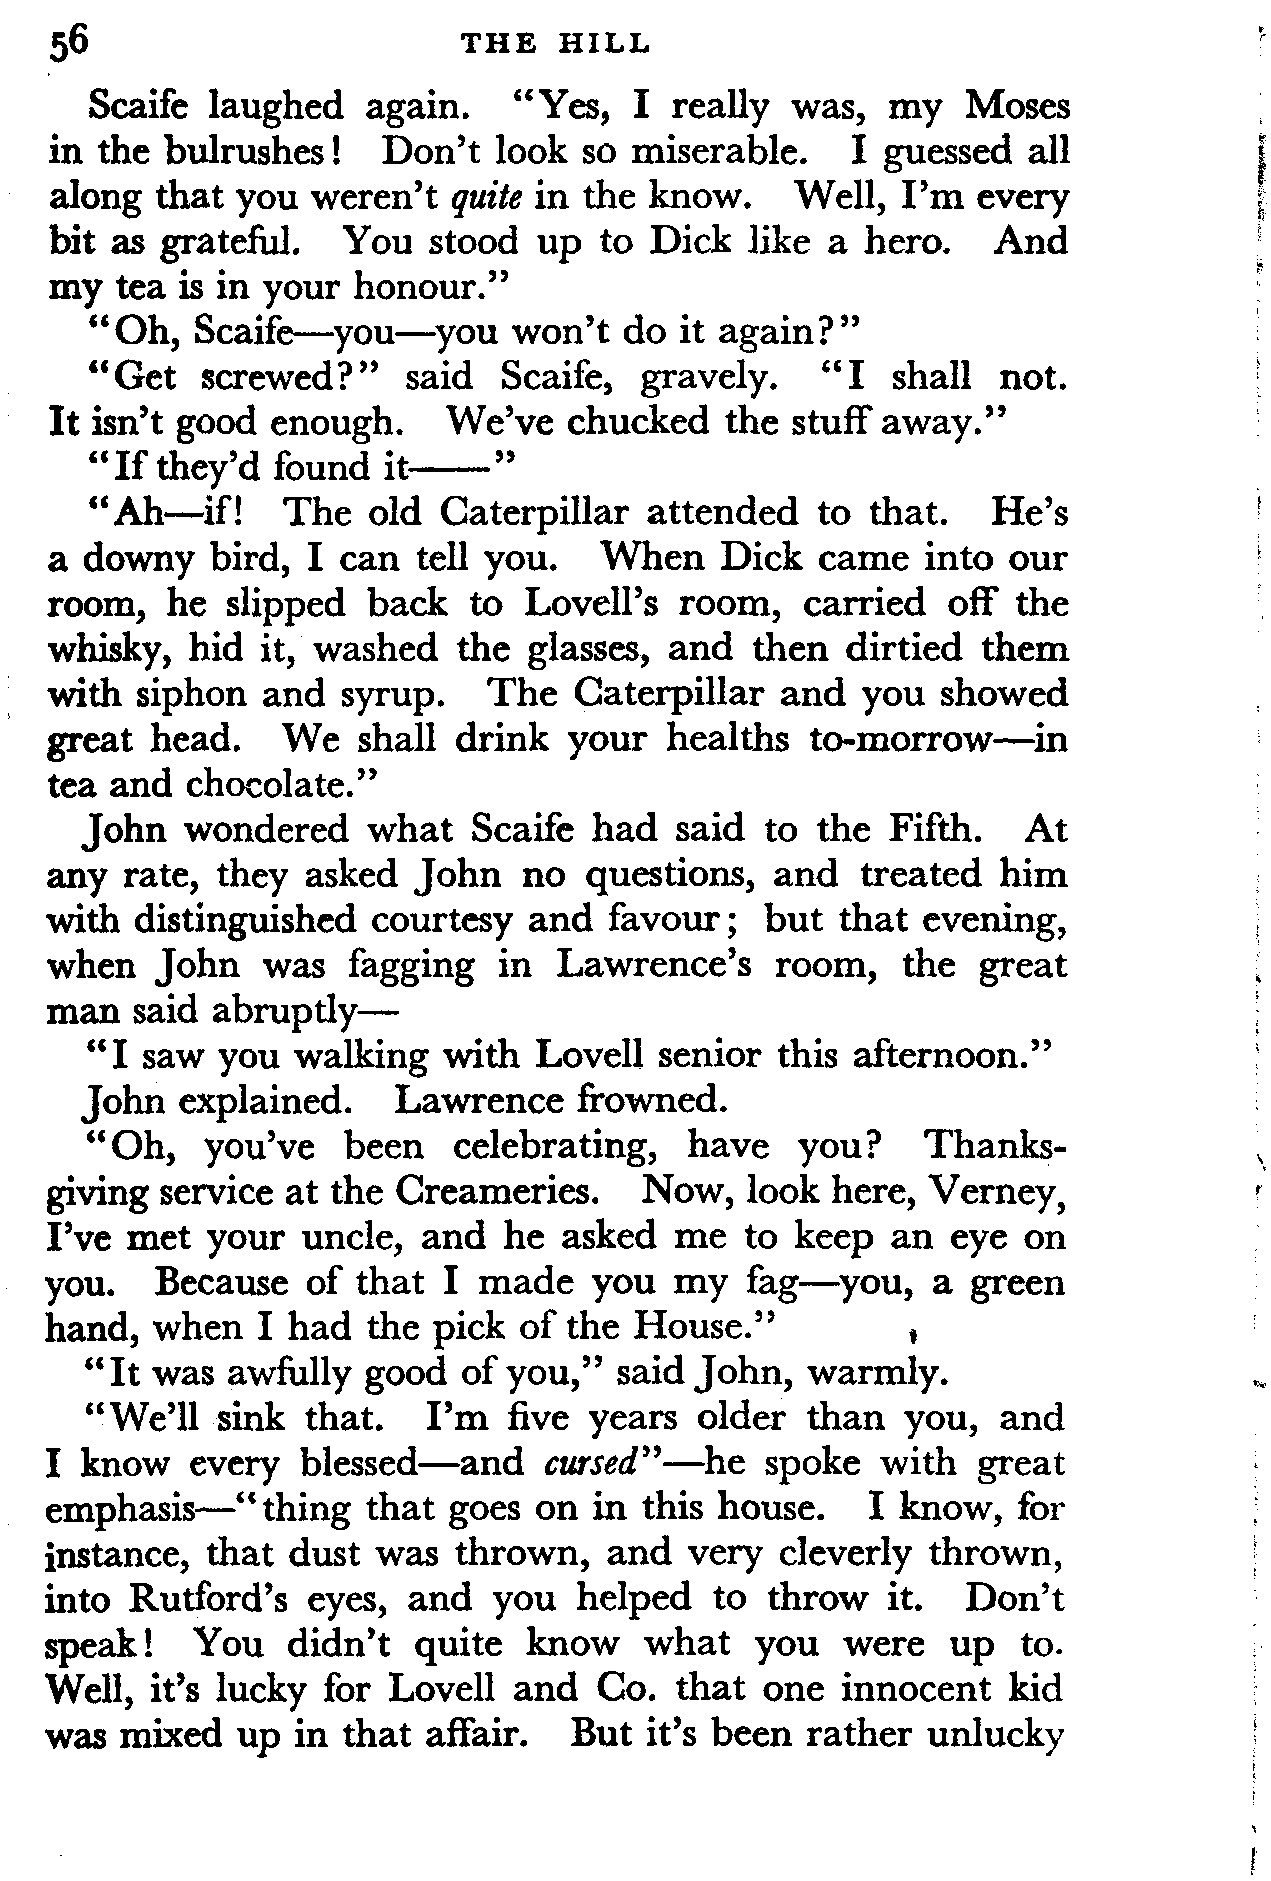 56 THE HILL
Scaife laughed again. “Yes, I really was, my Moses
in the bulrushes! Don’t look so miserable. I guessed all
along that you weren’t quite in the know. Well, I’m every
bit as grateful. You stood up to Dick like a hero. And
my tea is in your honour.”
“Oh, Scaife—you—you won’t do it again?”
“Get screwed?” said Scaife, gravely. “I shall not.
It isn’t good enough. We’ve chucked the stuff away.”
“If they’d found it——”
“Ah—if! The old Caterpillar attended to that. He’s
a downy bird, I can tell you. When Dick came into our
room, he slipped back to Lovell’s room, carried off the
whisky, hid it, washed the glasses, and then dirtied them
with siphon and syrup. The Caterpillar and you showed
great head. We shall drink your healths to-morrow—in
tea and chocolate.”
John wondered what Scaife had said to the Fifth. At
any rate, they asked John no questions, and treated him
with distinguished courtesy and favour; but that evening,
when John was fagging in Lawrence’s room, the great
man said abruptly—
“I saw you walking with Lovell senior this afternoon.”
John explained. Lawrence frowned.
“Oh, you’ve been celebrating, have you? Thanks-
giving service at the Creameries. Now, look here, Verney,
I’ve met your uncle, and he asked me to keep an eye on
you. Because of that I made you my fag—you, a green
hand, when I had the pick of the House.”
“It was awfully good of you,” said John, warmly.
“We’ll sink that. I’m five years older than you, and
I know every blessed—and cursed”—he spoke with great
emphasis—“thing that goes on in this house. I know, for
instance, that dust was thrown, and very cleverly thrown,
into Rutford’s eyes, and you helped to throw it. Don’t
speak! You didn’t quite know what you were up to.
Well, it’s lucky for Lovell and Co. that one innocent kid
was mixed up in that affair. But it’s been rather unlucky